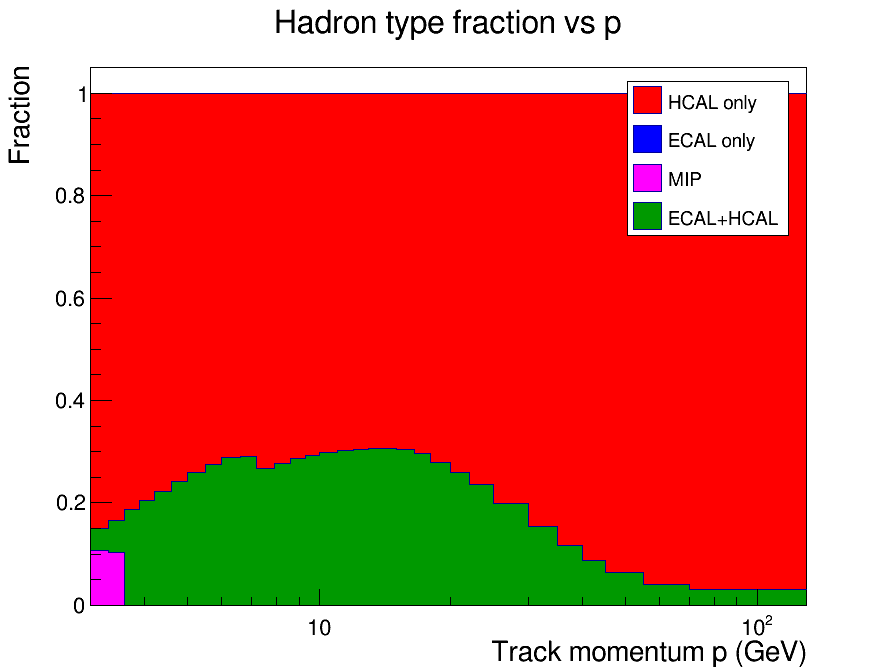 Hadron type fraction vs p
Fraction
1
0.8
0.6
0.4
0.2
0
HCAL only
ECAL only
MIP
ECAL+HCAL
10
10²
Track momentum p (GeV)